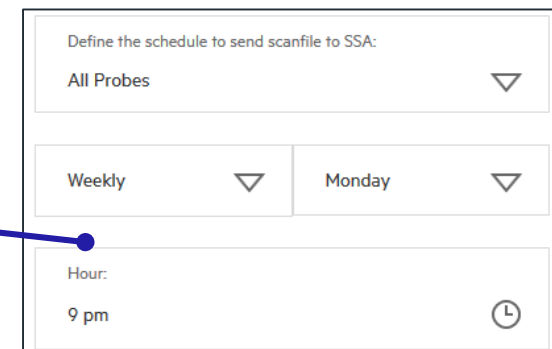 Define the schedule to send scanfile to SSA:
All Probes
Weekly Monday
Hour:
9 pm